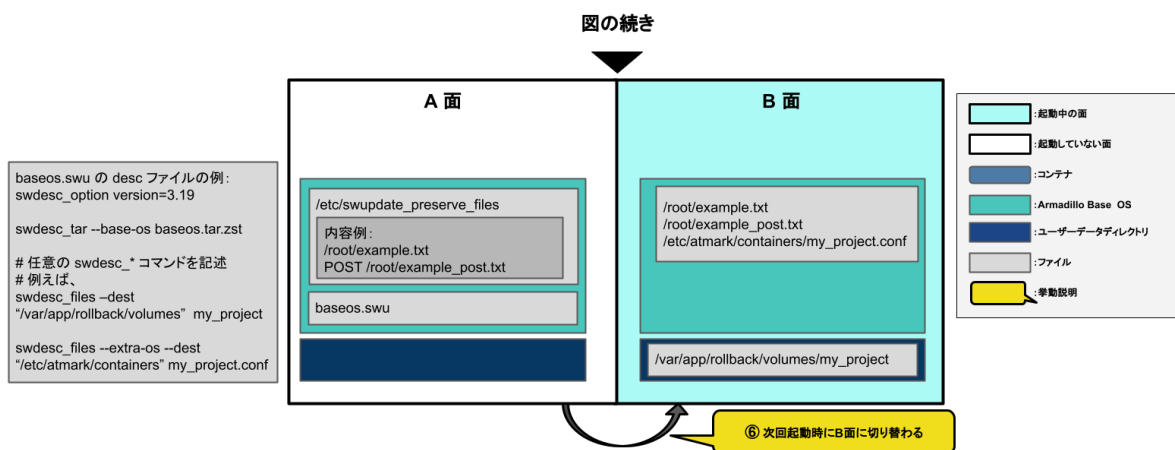 図の続き
A 面
B 面
baseos.swu の desc ファイルの例：
swdesc_option version=3.19
swdesc_tar --base-os baseos.tar.zst
# 任意の swdesc_* コマンドを記述
# 例えば、
swdesc_files –dest
“/var/app/rollback/volumes” my_project
swdesc_files --extra-os --dest
“/etc/atmark/containers” my_project.conf
/etc/swupdate_preserve_files
内容例：
/root/example.txt
POST /root/example_post.txt
baseos.swu
/root/example.txt
/root/example_post.txt
/etc/atmark/containers/my_project.conf
/var/app/rollback/volumes/my_project
⑥ 次回起動時にB面に切り替わる
：起動中の面
：起動していない面
：コンテナ
：Armadillo Base OS
：ユーザーデータディレクトリ
：ファイル
：挙動説明